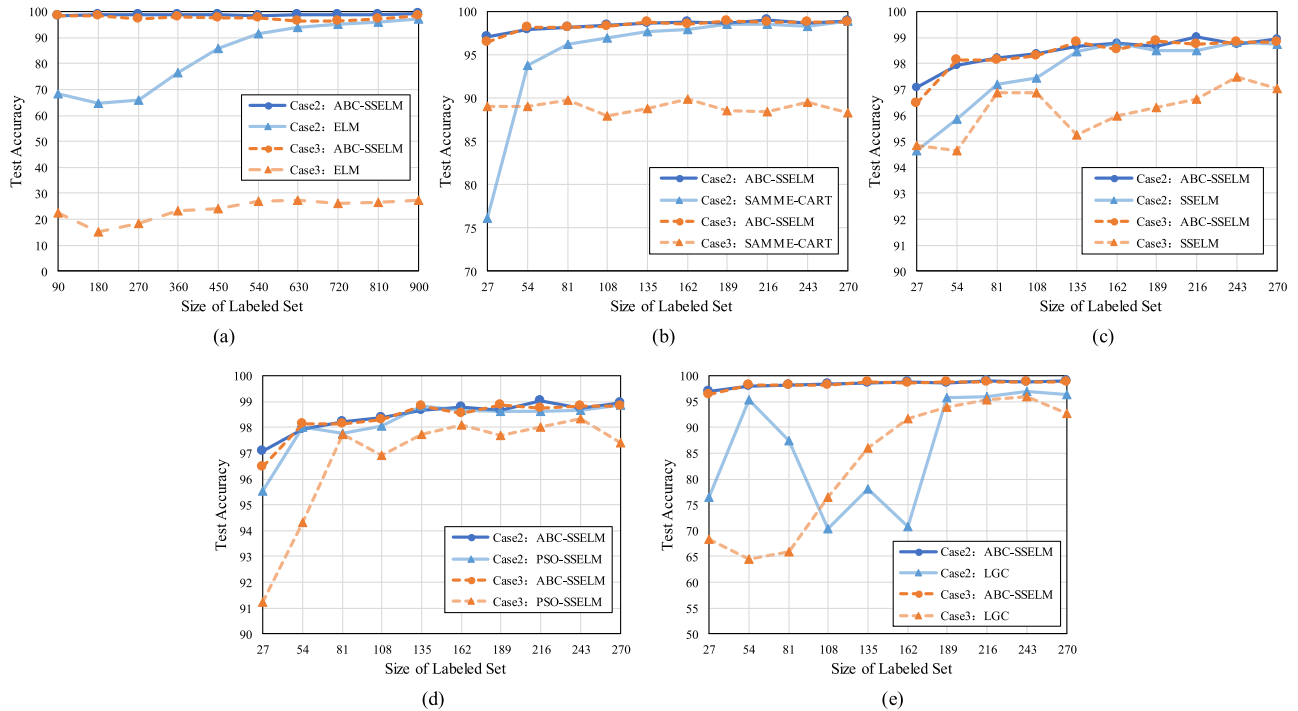 100
90
80
70
60
50
40
30
20
10
0
Test Accuracy
90 180 270 360 450 540 630 720 810 900
Size of Labeled Set
Case2：ABC-SSELM
Case2：ELM
Case3：ABC-SSELM
Case3：ELM
(a)
100
95
90
85
80
75
70
Test Accuracy
27 54 81 108 135 162 189 216 243 270
Size of Labeled Set
Case2：ABC-SSELM
Case2：SAMME-CART
Case3：ABC-SSELM
Case3：SAMME-CART
(b)
100
99
98
97
96
95
94
93
92
91
90
Test Accuracy
27 54 81 108 135 162 189 216 243 270
Size of Labeled Set
Case2：ABC-SSELM
Case2：SSELM
Case3：ABC-SSELM
Case3：SSELM
(c)
100
99
98
97
96
95
94
93
92
91
90
Test Accuracy
27 54 81 108 135 162 189 216 243 270
Size of Labeled Set
Case2：ABC-SSELM
Case2：PSO-SSELM
Case3：ABC-SSELM
Case3：PSO-SSELM
(d)
100
95
90
85
80
75
70
65
60
55
50
Test Accuracy
27 54 81 108 135 162 189 216 243 270
Size of Labeled Set
Case2：ABC-SSELM
Case2：LGC
Case3：ABC-SSELM
Case3：LGC
(e)